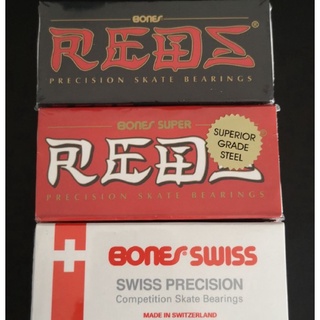 BONES
REDS®
PRECISION SKATE BEARINGS
BONES SUPER
REDS
SUPERIOR
GRADE
STEEL
PRECISION SKATE BEARINGS
BONES® SWISS
SWISS PRECISION
Competition Skate Bearings
MADE IN SWITZERLAND